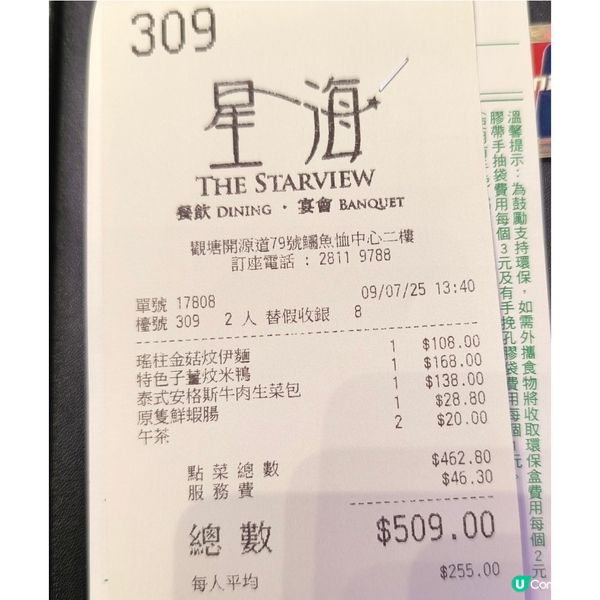 309
星海
THE STARVIEW
餐飲 DINING · 宴會 BANQUET
觀塘開源道79號鱷魚恤中心二樓
訂座電話 : 2811 9788
單號 17808 09/07/25 13:40
檯號 309 2 人 替假收銀 8
瑤柱金菇炆伊麵 1 $108.00
特色子薑炆米鴨 1 $168.00
泰式安格斯牛肉生菜包 1 $138.00
原隻鮮蝦腸 1 $28.80
午茶 2 $20.00
點菜總數 $462.80
服務費 $46.30
總數 $509.00
每人平均 $255.00
溫馨提示:為鼓勵支持環保,如需外攜食物將收取環保盒費用每個2元
膠帶手抽袋費用每個3元及有手挽孔膠袋費用每個1元。
U